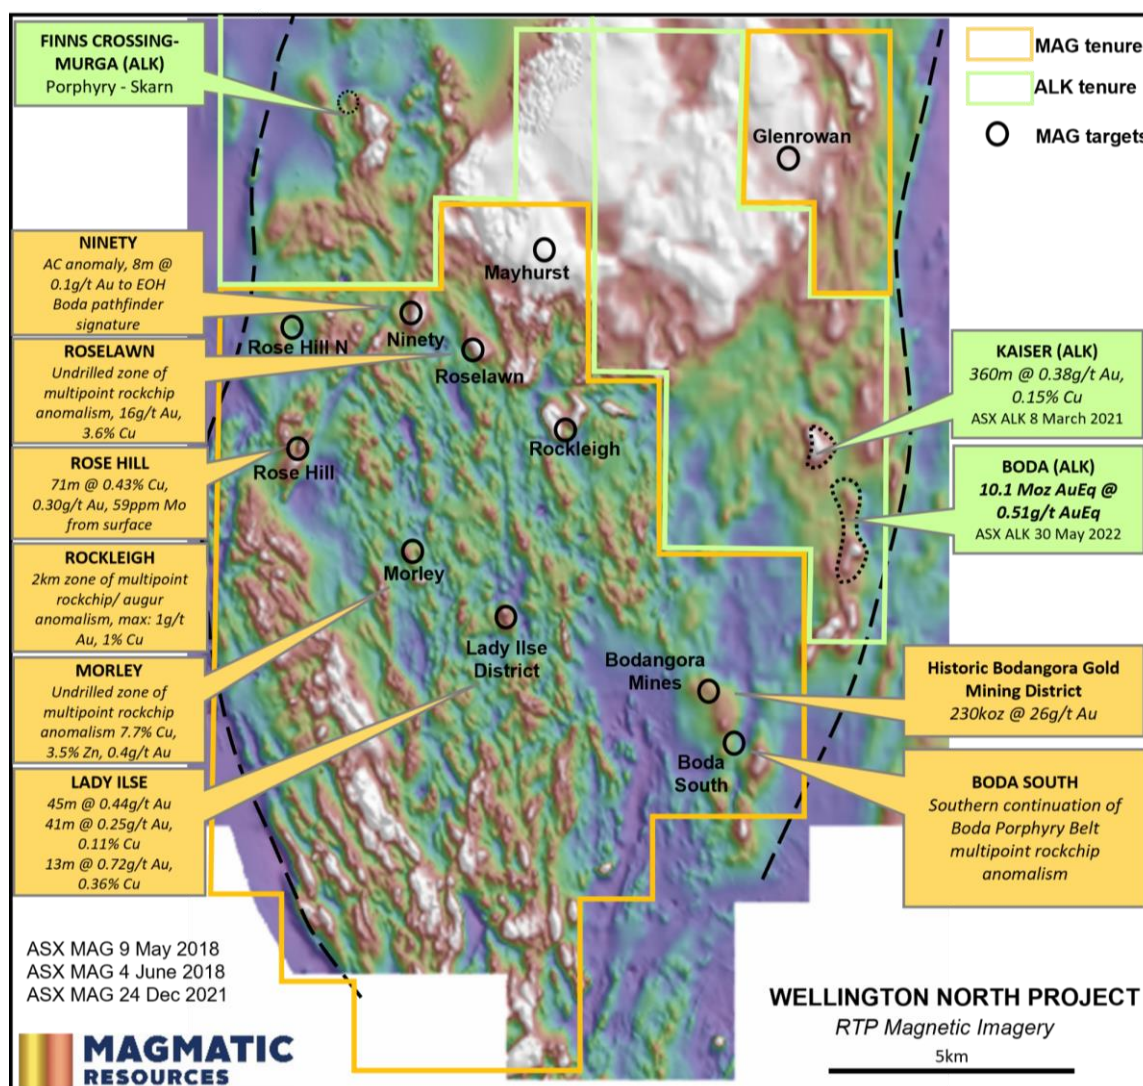 FINNS CROSSING-
MURGA (ALK)
Porphyry - Skarn
NINETY
AC anomaly, 8m @
0.1g/t Au to EOH
Boda pathfinder
signature
ROSELAWN
Undrilled zone of
multipoint rockchip
anomalism, 16g/t Au,
3.6% Cu
ROSE HILL
71m @ 0.43% Cu,
0.30g/t Au, 59ppm Mo
from surface
ROCKLEIGH
2km zone of multipoint
rockchip/ augur
anomalism, max: 1g/t
Au, 1% Cu
MORLEY
Undrilled zone of
multipoint rockchip
anomalism 7.7% Cu,
3.5% Zn, 0.4g/t Au
LADY ILSE
45m @ 0.44g/t Au
41m @ 0.25g/t Au,
0.11% Cu
13m @ 0.72g/t Au,
0.36% Cu
Glenrowan
Mayhurst
Rose Hill N
Ninety
Roselawn
Rockleigh
Rose Hill
Morley
Lady Ilse
District
Bodangora
Mines
Boda
South
MAG tenure
ALK tenure
MAG targets
KAISER (ALK)
360m @ 0.38g/t Au,
0.15% Cu
ASX ALK 8 March 2021
BODA (ALK)
10.1 Moz AuEq @
0.51g/t AuEq
ASX ALK 30 May 2022
Historic Bodangora Gold
Mining District
230koz @ 26g/t Au
BODA SOUTH
Southern continuation of
Boda Porphyry Belt
multipoint rockchip
anomalism
ASX MAG 9 May 2018
ASX MAG 4 June 2018
ASX MAG 24 Dec 2021
MAGMATIC
RESOURCES
WELLINGTON NORTH PROJECT
RTP Magnetic Imagery
5km